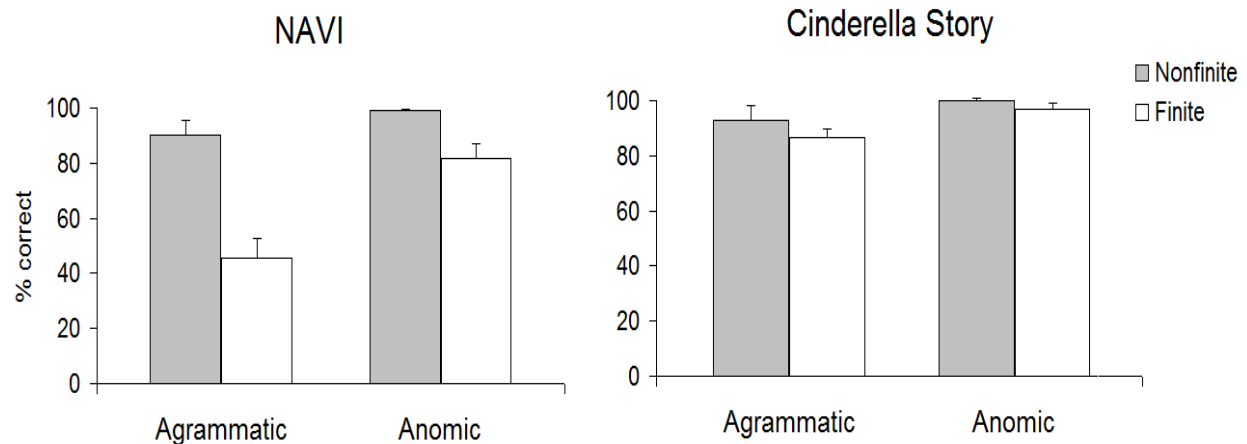 NAVI
% correct
100
80
60
40
20
0
Agrammatic Anomic
Cinderella Story
Nonfinite
Finite
100
80
60
40
20
0
Agrammatic Anomic